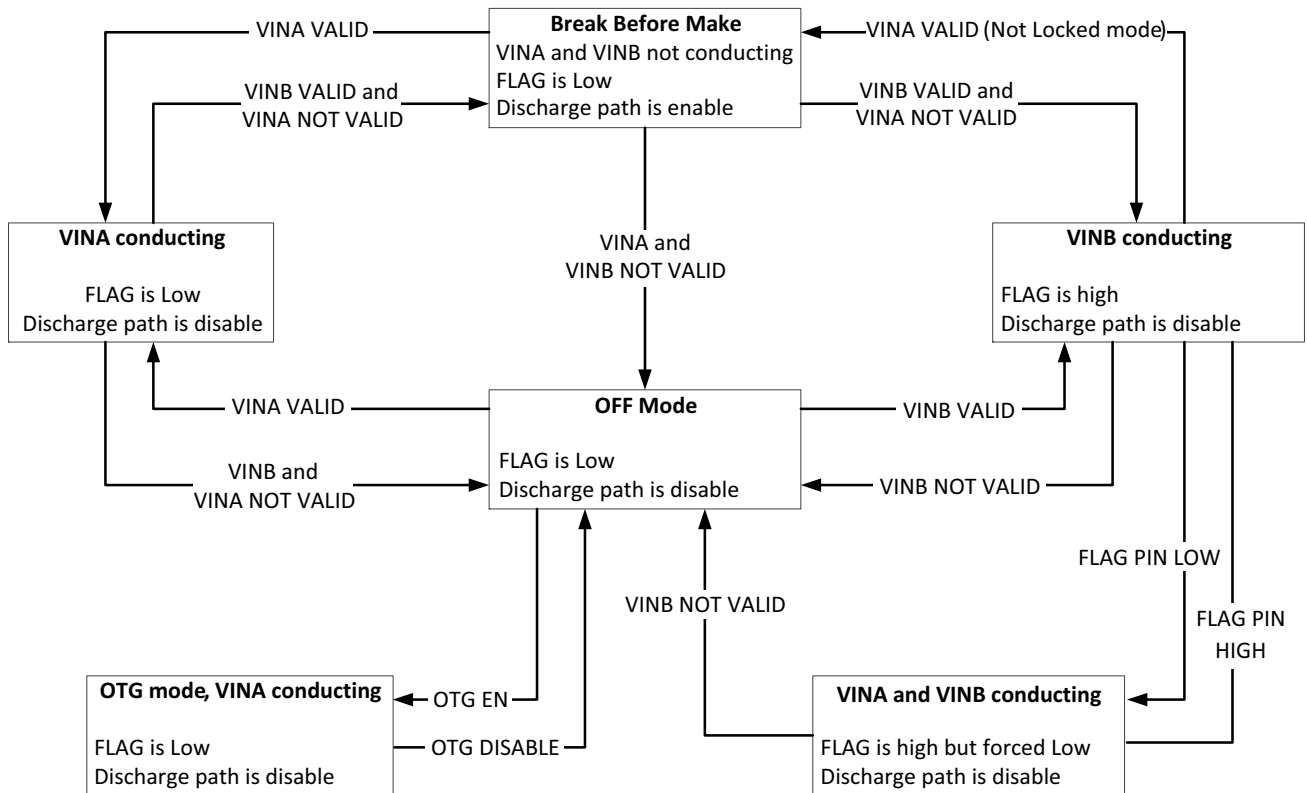 Break Before Make
VINA and VINB not conducting
FLAG is Low
Discharge path is enable
VINA VALID
VINA VALID (Not Locked mode)
VINB VALID and
VINA NOT VALID
VINB VALID and
VINA NOT VALID
VINA conducting
FLAG is Low
Discharge path is disable
VINA and
VINB NOT VALID
VINB conducting
FLAG is high
Discharge path is disable
VINA VALID
OFF Mode
FLAG is Low
Discharge path is disable
VINB VALID
VINB and
VINA NOT VALID
VINB NOT VALID
FLAG PIN LOW
VINB NOT VALID
FLAG PIN
HIGH
OTG mode, VINA conducting
FLAG is Low
Discharge path is disable
OTG EN
OTG DISABLE
VINA and VINB conducting
FLAG is high but forced Low
Discharge path is disable